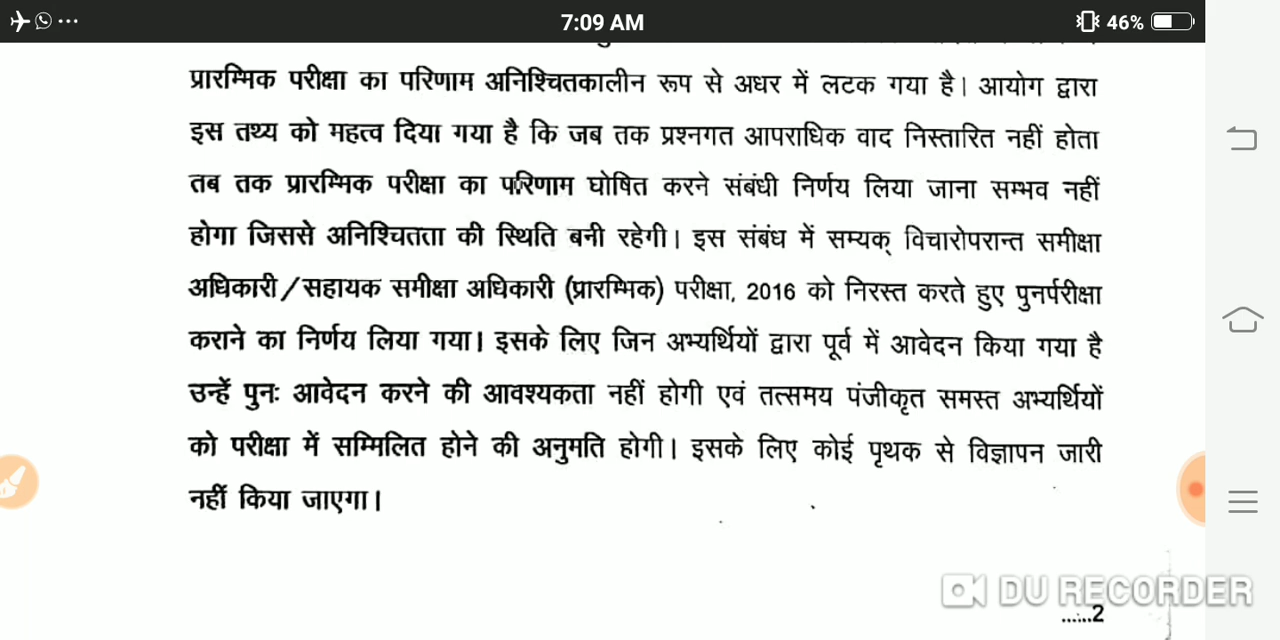 7:09 AM
46%
प्रारम्भिक परीक्षा का परिणाम अनिश्चितकालीन रूप से अधर में लटक गया है। आयोग द्वारा
इस तथ्य को महत्व दिया गया है कि जब तक प्रश्नगत आपराधिक वाद निस्तारित नहीं होता
तब तक प्रारम्भिक परीक्षा का परिणाम घोषित करने संबंधी निर्णय लिया जाना सम्भव नहीं
होगा जिससे अनिश्चितता की स्थिति बनी रहेगी। इस संबंध में सम्यक् विचारोपरान्त समीक्षा
अधिकारी/सहायक समीक्षा अधिकारी (प्रारम्भिक) परीक्षा, 2016 को निरस्त करते हुए पुनर्परीक्षा
कराने का निर्णय लिया गया। इसके लिए जिन अभ्यर्थियों द्वारा पूर्व में आवेदन किया गया है
उन्हें पुनः आवेदन करने की आवश्यकता नहीं होगी एवं तत्समय पंजीकृत समस्त अभ्यर्थियों
को परीक्षा में सम्मिलित होने की अनुमति होगी। इसके लिए कोई पृथक से विज्ञापन जारी
नहीं किया जाएगा।
DU RECORDER
......2